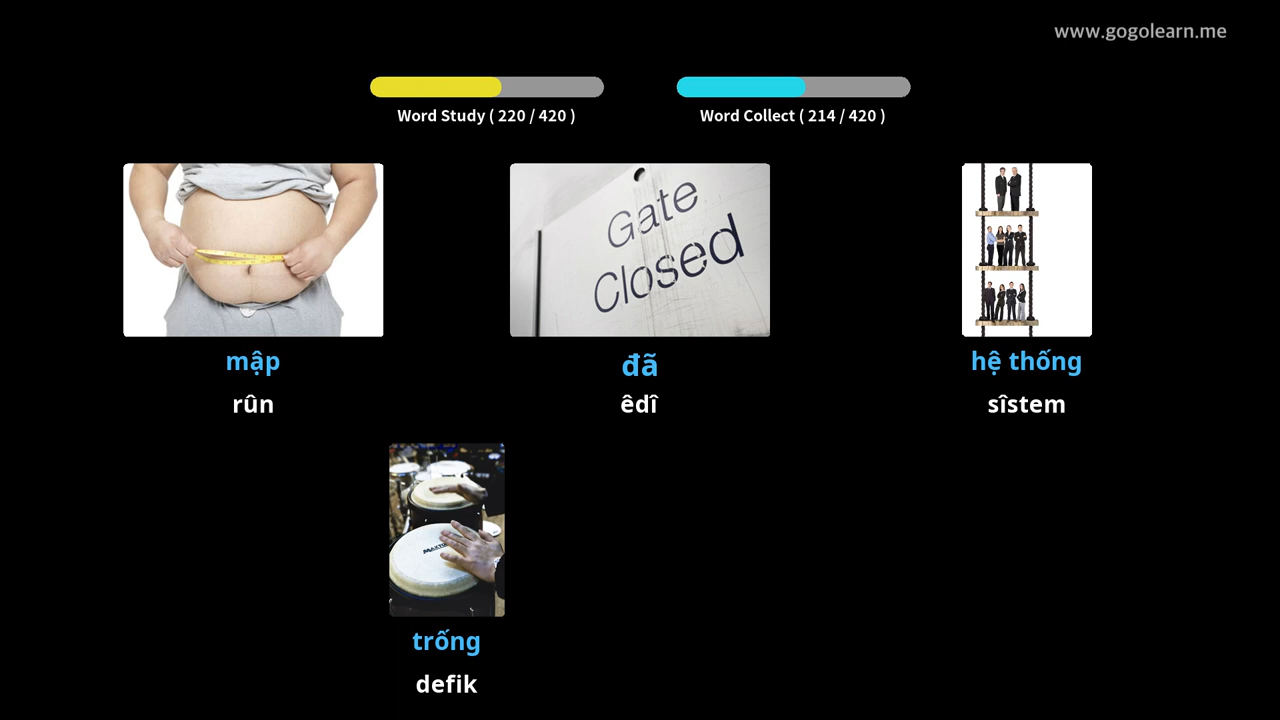 www.gogolearn.me
Word Study ( 220 / 420 )
Word Collect ( 214 / 420 )
Gate
Closed
mập
đã
hệ thống
rûn
êdî
sîstem
trống
defik